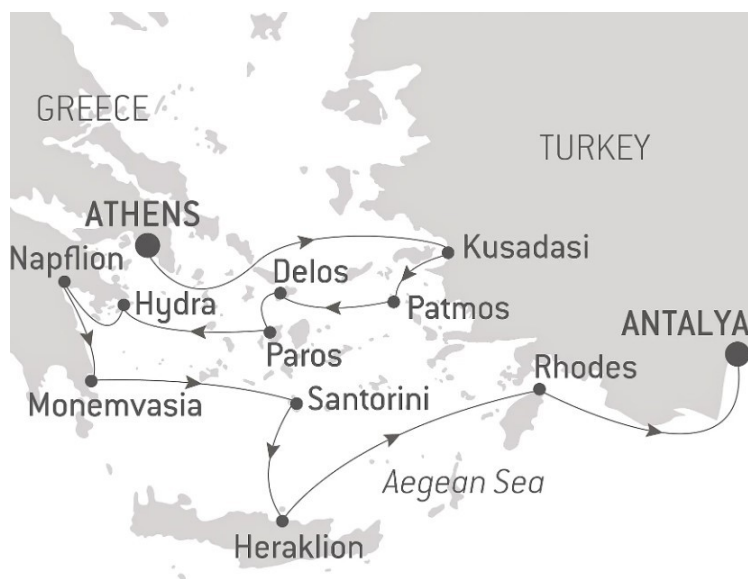 GREECE
TURKEY
ATHENS
Napflion
Kusadasi
Delos
Hydra
Patmos
ANTALYA
Paros
Rhodes
Monemvasia
Santorini
Aegean Sea
Heraklion